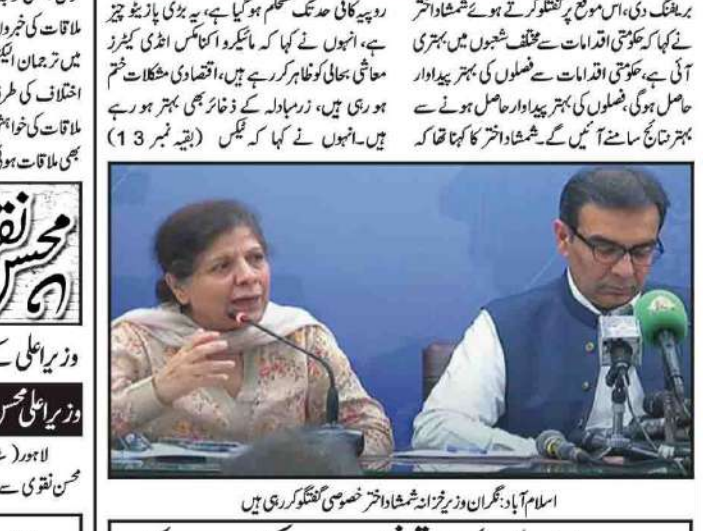 بریفنگ دی، اس موقع پر گفتگو کرتے ہوئے شمشاد اختر
نے کہا کہ حکومتی اقدامات سے مختلف شعبوں میں بہتری
آئی ہے، حکومتی اقدامات سے فصلوں کی بہتر پیداوار
حاصل ہوگی، فصلوں کی بہتر پیداوار حاصل ہونے سے
بہتر نتائج سامنے آئیں گے۔ شمشاد اختر کا کہنا تھا کہ
روپیہ کافی حد تک مستحکم ہو گیا ہے، یہ بڑی پازیٹو چیز
ہے، انہوں نے کہا کہ مائیکرو اکنامکس انڈی کیٹرز
معاشی بحالی کو ظاہر کر رہے ہیں، اقتصادی مشکلات ختم
ہو رہی ہیں، زرمبادلہ کے ذخائر بھی بہتر ہو رہے
ہیں۔ انہوں نے کہا کہ ٹیکس (بقیہ نمبر 13)
اسلام آباد: نگران وزیر خزانہ شمشاد اختر خصوصی گفتگو کر رہی ہیں
ملاقات کی خبروں
میں ترجمان
اختلاف کی
ملاقات کی
بھی ملاقات
محسن نقو
وزیراعلیٰ کے
وزیراعلیٰ محسن
لاہور(
محسن نقوی سے